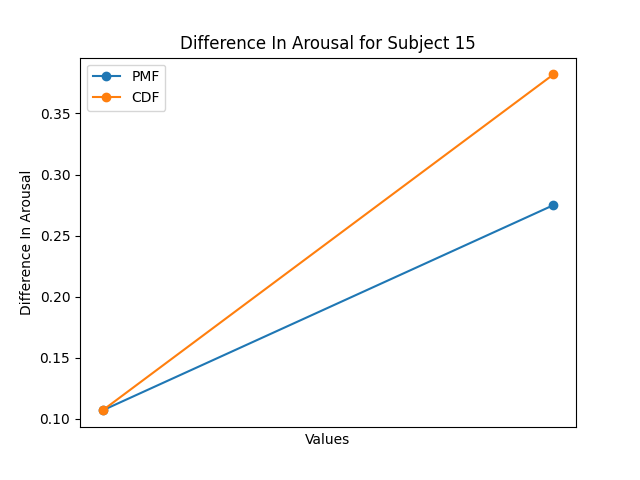 Difference In Arousal for Subject 15
PMF
CDF
0.35
0.30
0.25
0.20
0.15
0.10
Difference In Arousal
Values